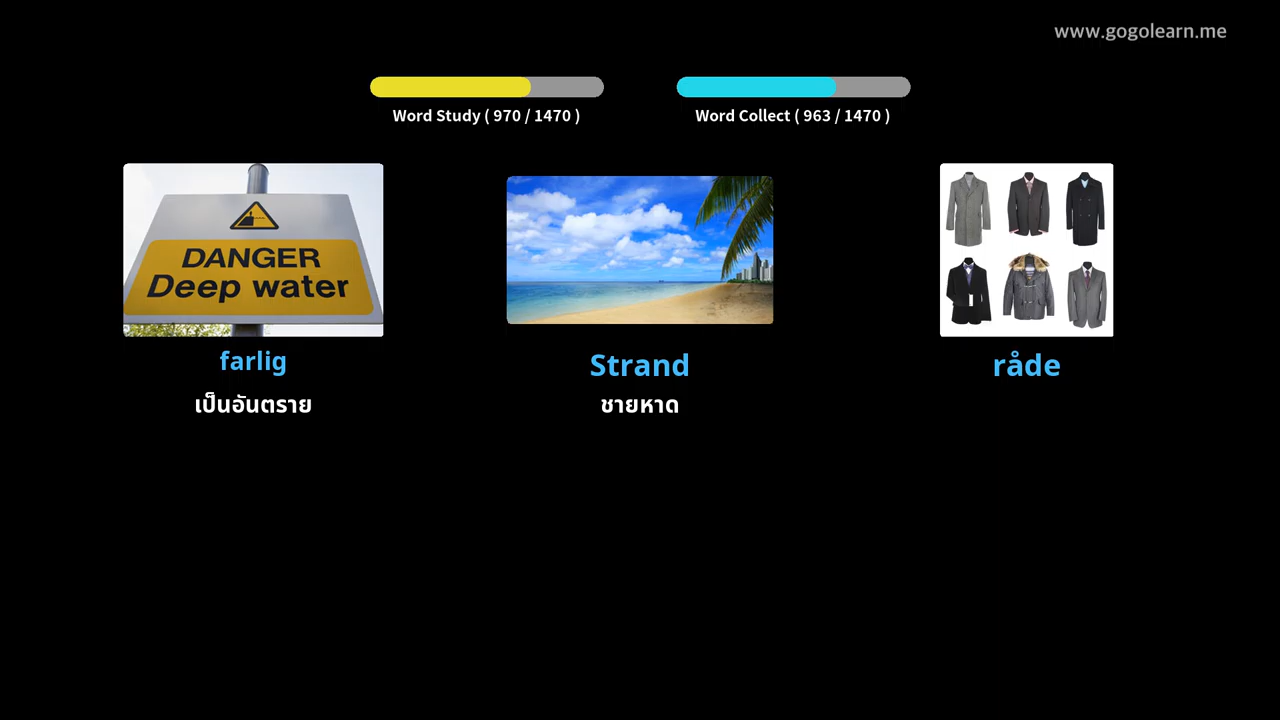 www.gogolearn.me
Word Study ( 970 / 1470 )
Word Collect ( 963 / 1470 )
DANGER
Deep water
farlig
Strand
råde
เป็นอันตราย
ชายหาด